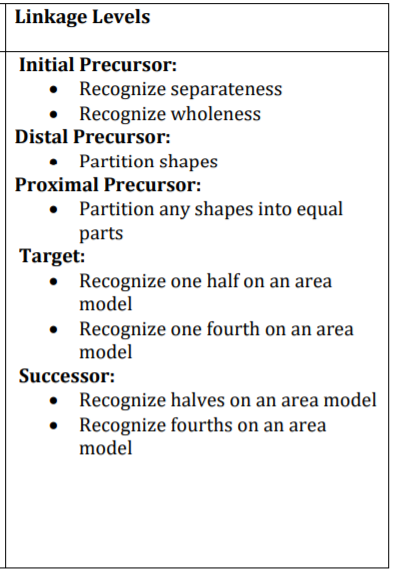 Linkage Levels
Initial Precursor:
• Recognize separateness
• Recognize wholeness
Distal Precursor:
• Partition shapes
Proximal Precursor:
• Partition any shapes into equal
parts
Target:
• Recognize one half on an area
model
• Recognize one fourth on an area
model
Successor:
• Recognize halves on an area model
• Recognize fourths on an area
model